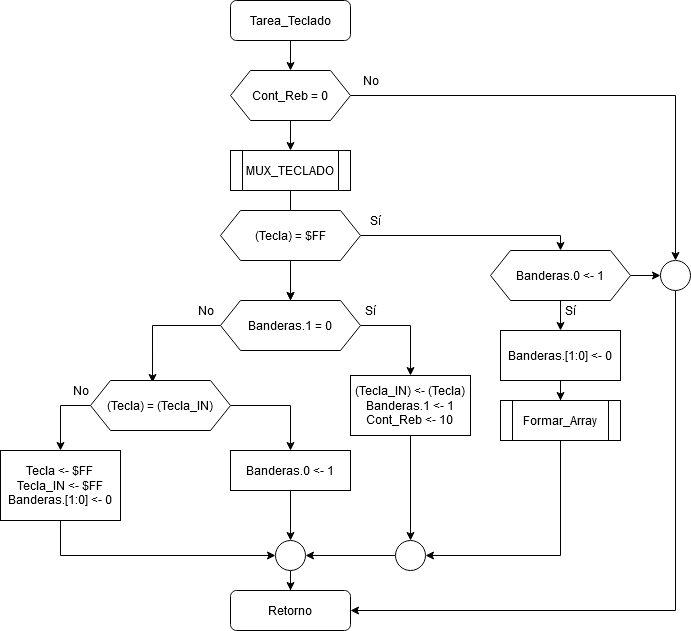 Tarea_Teclado
No
Cont_Reb = 0
MUX_TECLADO
Sí
(Tecla) = $FF
Banderas.0 <- 1
No
Sí
Sí
Banderas.1 = 0
Banderas.[1:0] <- 0
No
(Tecla) = (Tecla_IN)
(Tecla_IN) <- (Tecla)
Banderas.1 <- 1
Cont_Reb <- 10
Formar_Array
Tecla <- $FF
Tecla_IN <- $FF
Banderas.[1:0] <- 0
Banderas.0 <- 1
Retorno